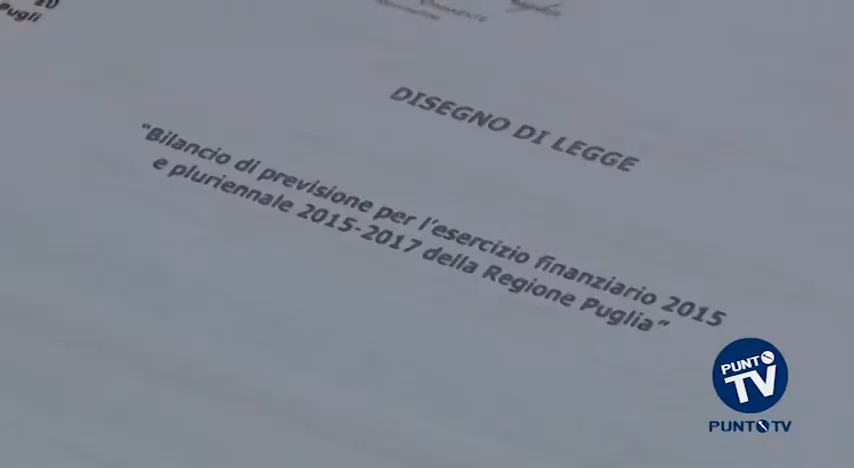 Pugli
DISEGNO DI LEGGE
"Bilancio di previsione per l'esercizio finanziario 2015
e pluriennale 2015-2017 della Regione Puglia"
PUNTO
TV
PUNTO TV